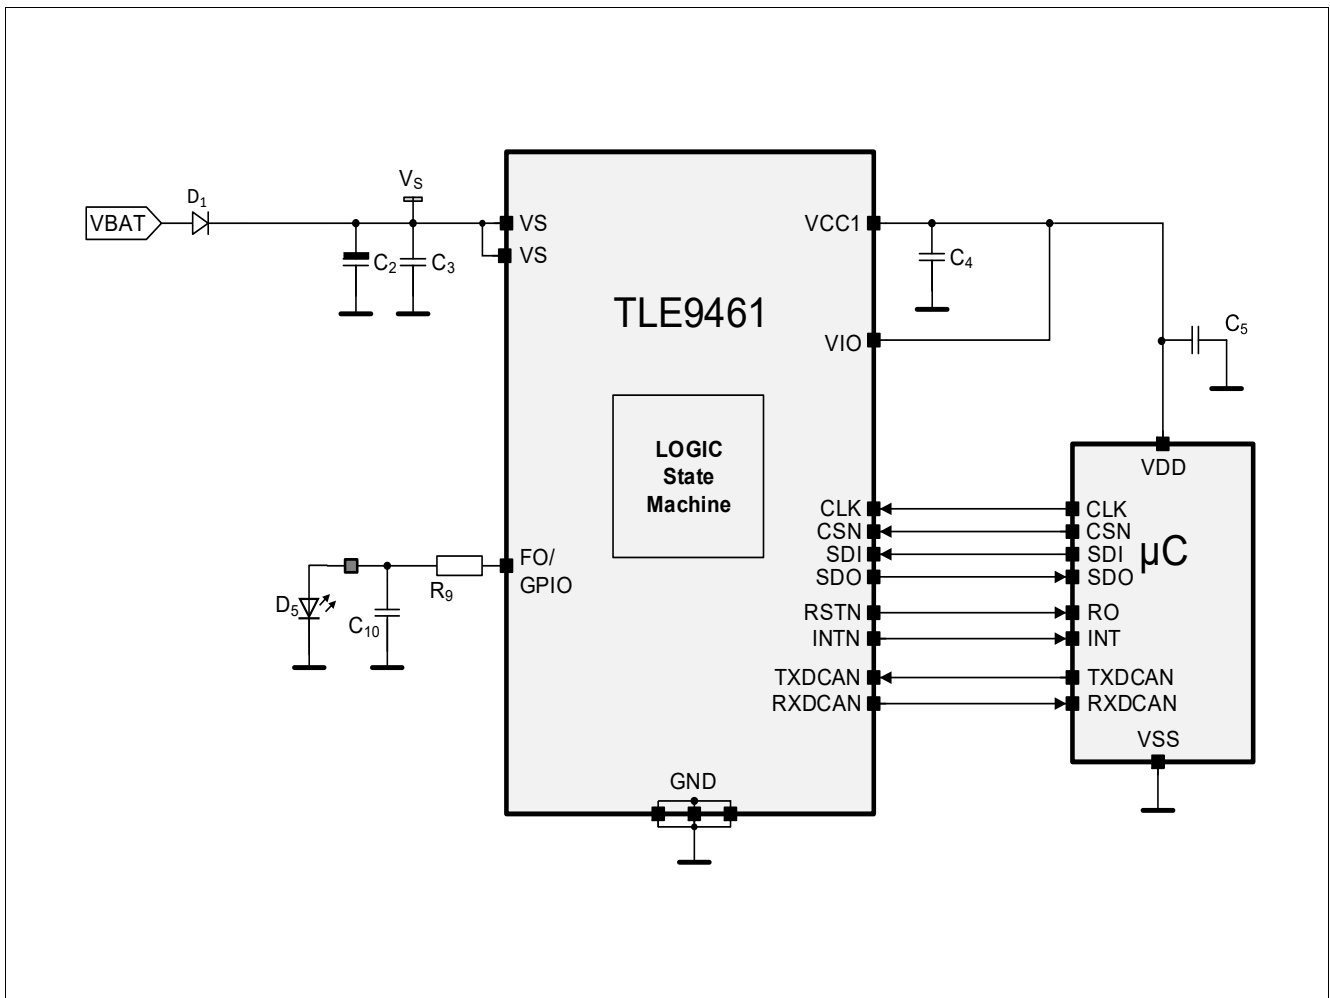 VBAT
D1
VS
C2
C3
VS
VS
TLE9461
LOGIC
State
Machine
FO/
GPIO
R9
D5
C10
GND
VCC1
C4
VIO
C5
CLK
CSN
SDI
SDO
RSTN
INTN
TXDCAN
RXDCAN
VDD
CLK
CSN
SDI
SDO
µC
RO
INT
TXDCAN
RXDCAN
VSS